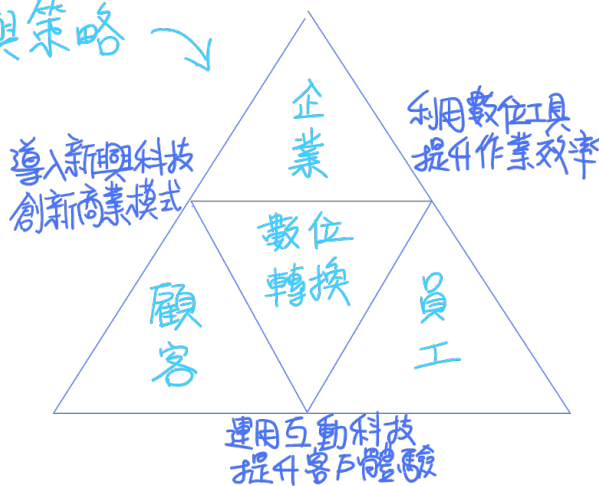 與策略
企
業
利用數位工具
提升作業效率
導入新興科技
創新商業模式
數位
轉換
顧
客
員
工
運用互動科技
提升客戶體驗